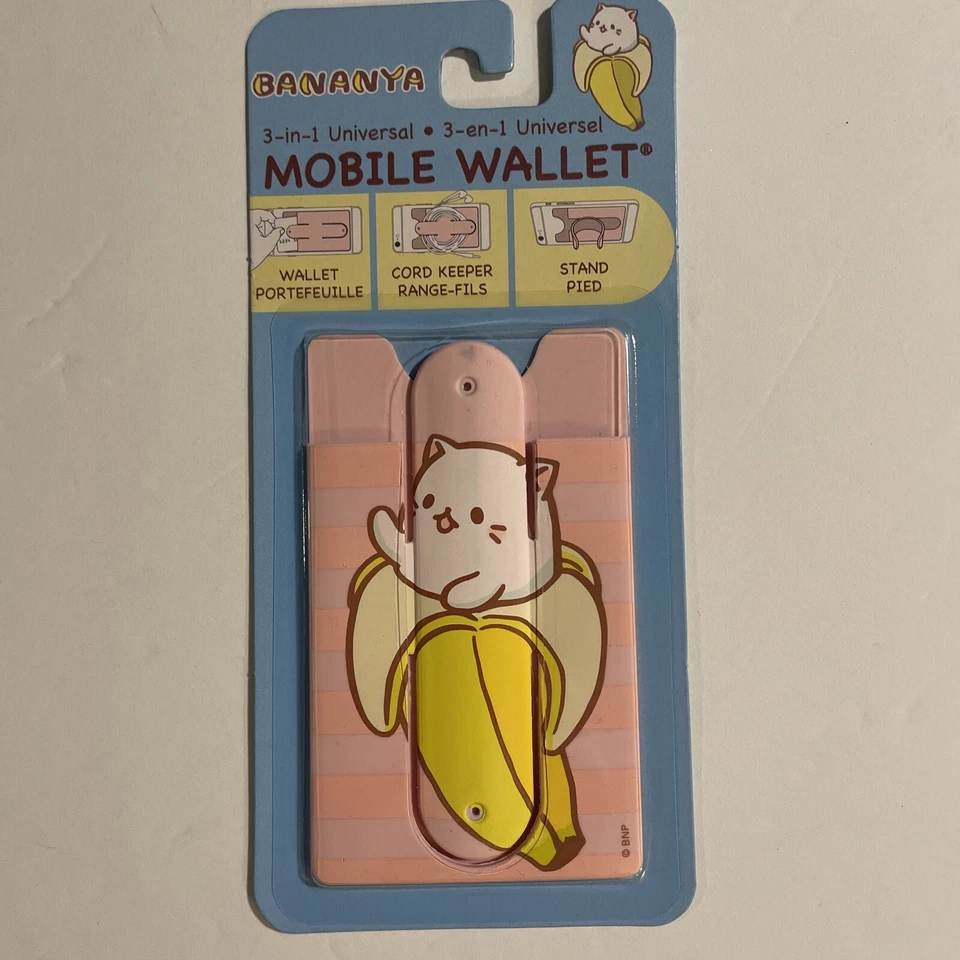 BANANYA
3-in-1 Universal • 3-en-1 Universel
MOBILE WALLET®
1234
WALLET
PORTEFEUILLE
CORD KEEPER
RANGE-FILS
STAND
PIED
© BNP